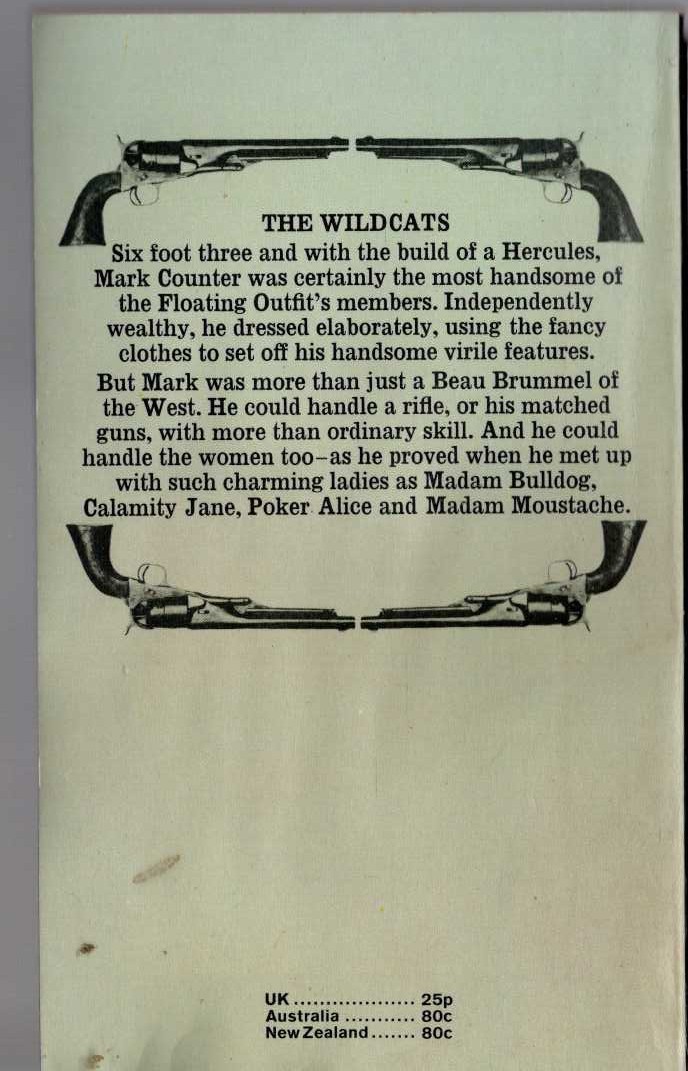 THE WILDCATS
Six foot three and with the build of a Hercules,
Mark Counter was certainly the most handsome of
the Floating Outfit's members. Independently
wealthy, he dressed elaborately, using the fancy
clothes to set off his handsome virile features.
But Mark was more than just a Beau Brummel of
the West. He could handle a rifle, or his matched
guns, with more than ordinary skill. And he could
handle the women too–as he proved when he met up
with such charming ladies as Madam Bulldog,
Calamity Jane, Poker Alice and Madam Moustache.
UK ................... 25p
Australia ........... 80c
New Zealand ....... 80c